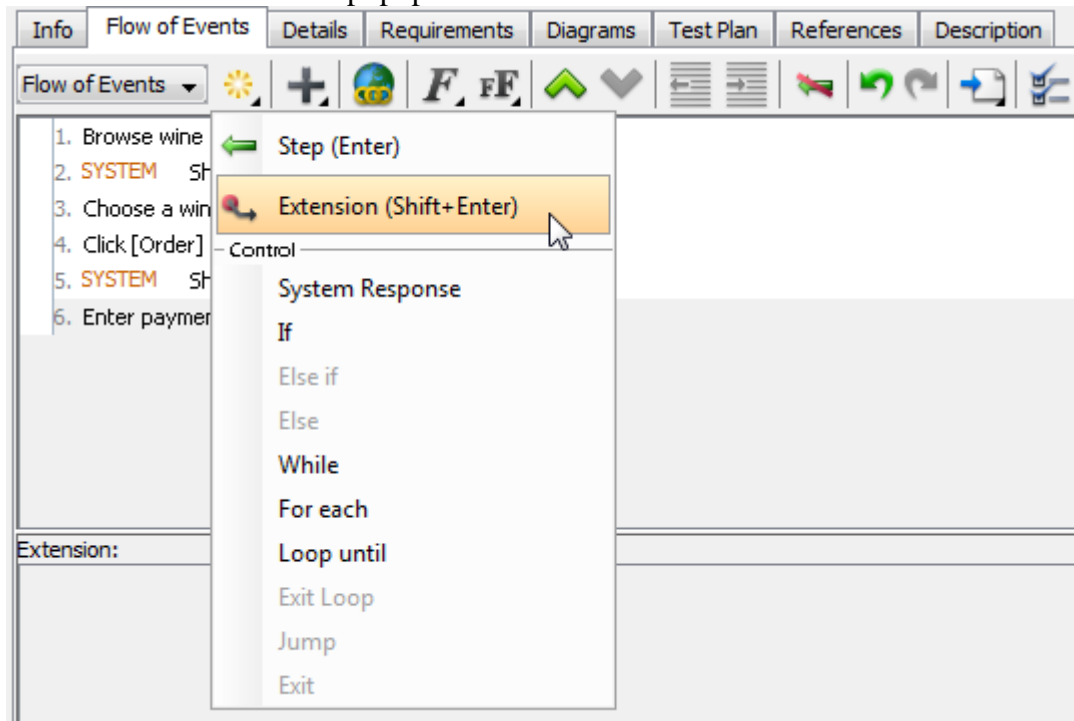 Info Flow of Events Details Requirements Diagrams Test Plan References Description
Flow of Events F FF
1. Browse wine
2. SYSTEM Sh
3. Choose a win
4. Click [Order]
5. SYSTEM Sh
6. Enter paymer
Step (Enter)
Extension (Shift+Enter)
Control
System Response
If
Else if
Else
While
For each
Loop until
Exit Loop
Jump
Exit
Extension: